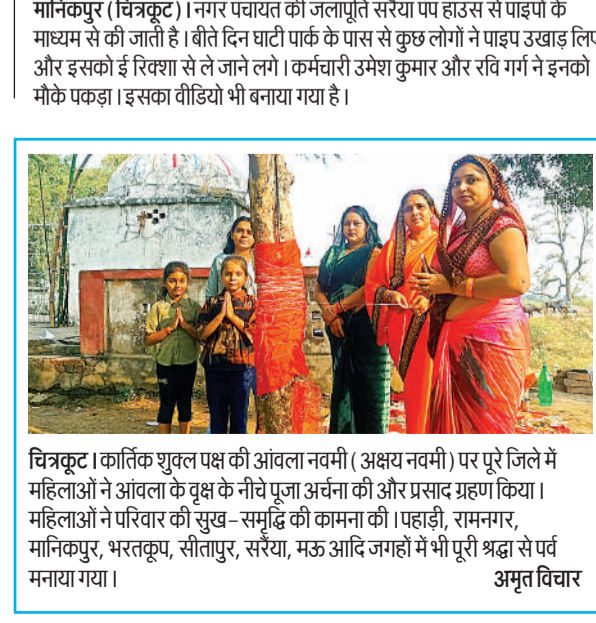 मानिकपुर (चित्रकूट)। नगर पंचायत की जलापूर्ति सरैया पंप हाउस से पाइपों के
माध्यम से की जाती है। बीते दिन घाटी पार्क के पास से कुछ लोगों ने पाइप उखाड़ लिए
और इसको ई रिक्शा से ले जाने लगे। कर्मचारी उमेश कुमार और रवि गर्ग ने इनको
मौके पकड़ा। इसका वीडियो भी बनाया गया है।
चित्रकूट। कार्तिक शुक्ल पक्ष की आंवला नवमी (अक्षय नवमी) पर पूरे जिले में
महिलाओं ने आंवला के वृक्ष के नीचे पूजा अर्चना की और प्रसाद ग्रहण किया।
महिलाओं ने परिवार की सुख-समृद्धि की कामना की। पहाड़ी, रामनगर,
मानिकपुर, भरतकूप, सीतापुर, सरैंया, मऊ आदि जगहों में भी पूरी श्रद्धा से पर्व
मनाया गया। अमृत विचार